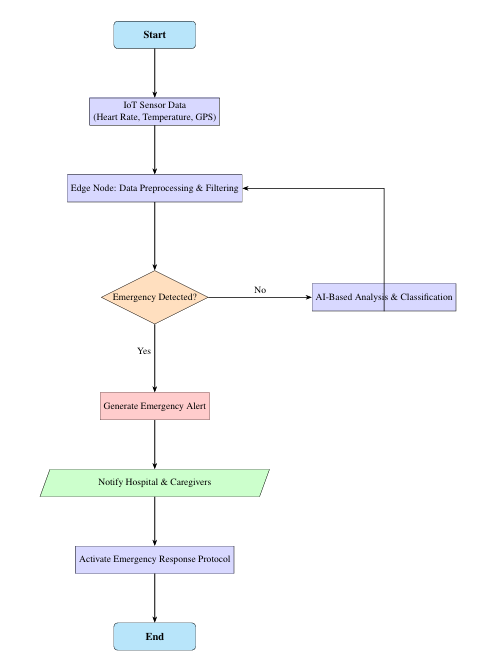 Start
IoT Sensor Data
(Heart Rate, Temperature, GPS)
Edge Node: Data Preprocessing & Filtering
Emergency Detected?
No
AI-Based Analysis & Classification
Yes
Generate Emergency Alert
Notify Hospital & Caregivers
Activate Emergency Response Protocol
End